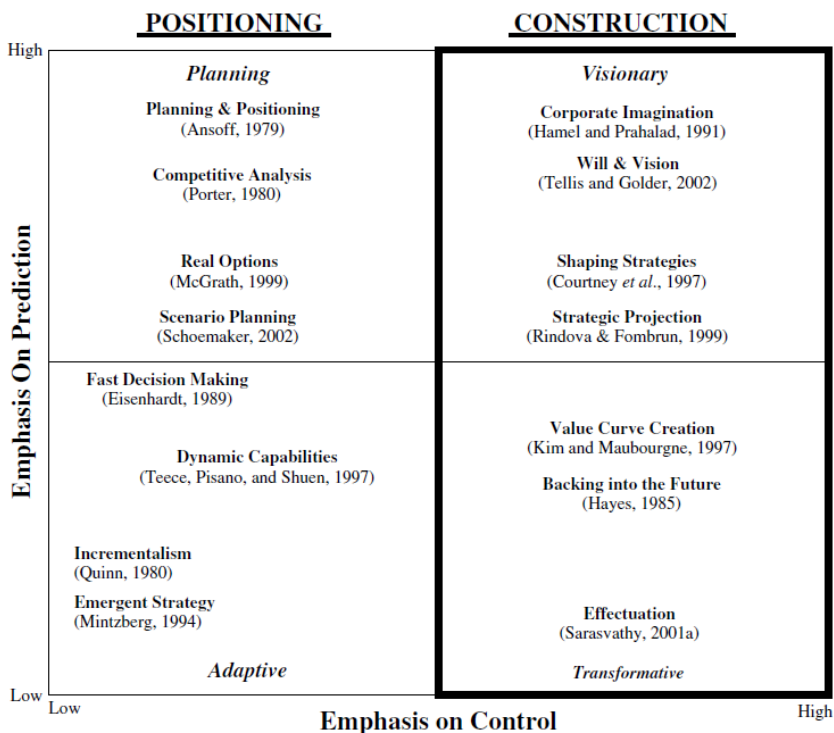 POSITIONING
CONSTRUCTION
High
Planning
Planning & Positioning
(Ansoff, 1979)
Competitive Analysis
(Porter, 1980)
Real Options
(McGrath, 1999)
Scenario Planning
(Schoemaker, 2002)
Visionary
Corporate Imagination
(Hamel and Prahalad, 1991)
Will & Vision
(Tellis and Golder, 2002)
Shaping Strategies
(Courtney et al., 1997)
Strategic Projection
(Rindova & Fombrun, 1999)
Emphasis On Prediction
Fast Decision Making
(Eisenhardt, 1989)
Dynamic Capabilities
(Teece, Pisano, and Shuen, 1997)
Incrementalism
(Quinn, 1980)
Emergent Strategy
(Mintzberg, 1994)
Adaptive
Value Curve Creation
(Kim and Maubourgne, 1997)
Backing into the Future
(Hayes, 1985)
Effectuation
(Sarasvathy, 2001a)
Transformative
Low
Low
Emphasis on Control
High